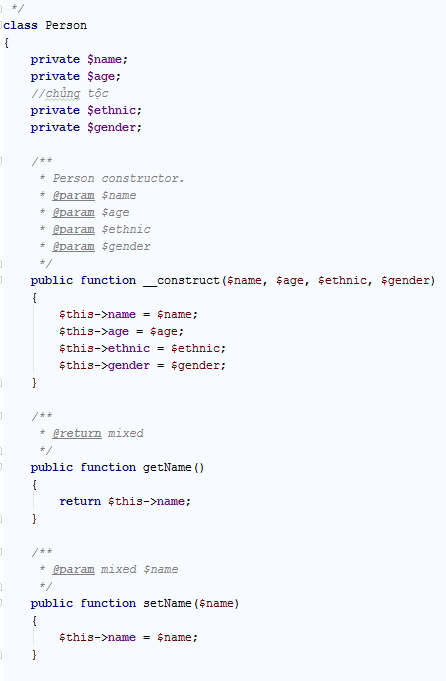 */
class Person
{
private $name;
private $age;
//chủng tộc
private $ethnic;
private $gender;
/**
* Person constructor.
* @param $name
* @param $age
* @param $ethnic
* @param $gender
*/
public function __construct($name, $age, $ethnic, $gender)
{
$this->name = $name;
$this->age = $age;
$this->ethnic = $ethnic;
$this->gender = $gender;
}
/**
* @return mixed
*/
public function getName()
{
return $this->name;
}
/**
* @param mixed $name
*/
public function setName($name)
{
$this->name = $name;
}